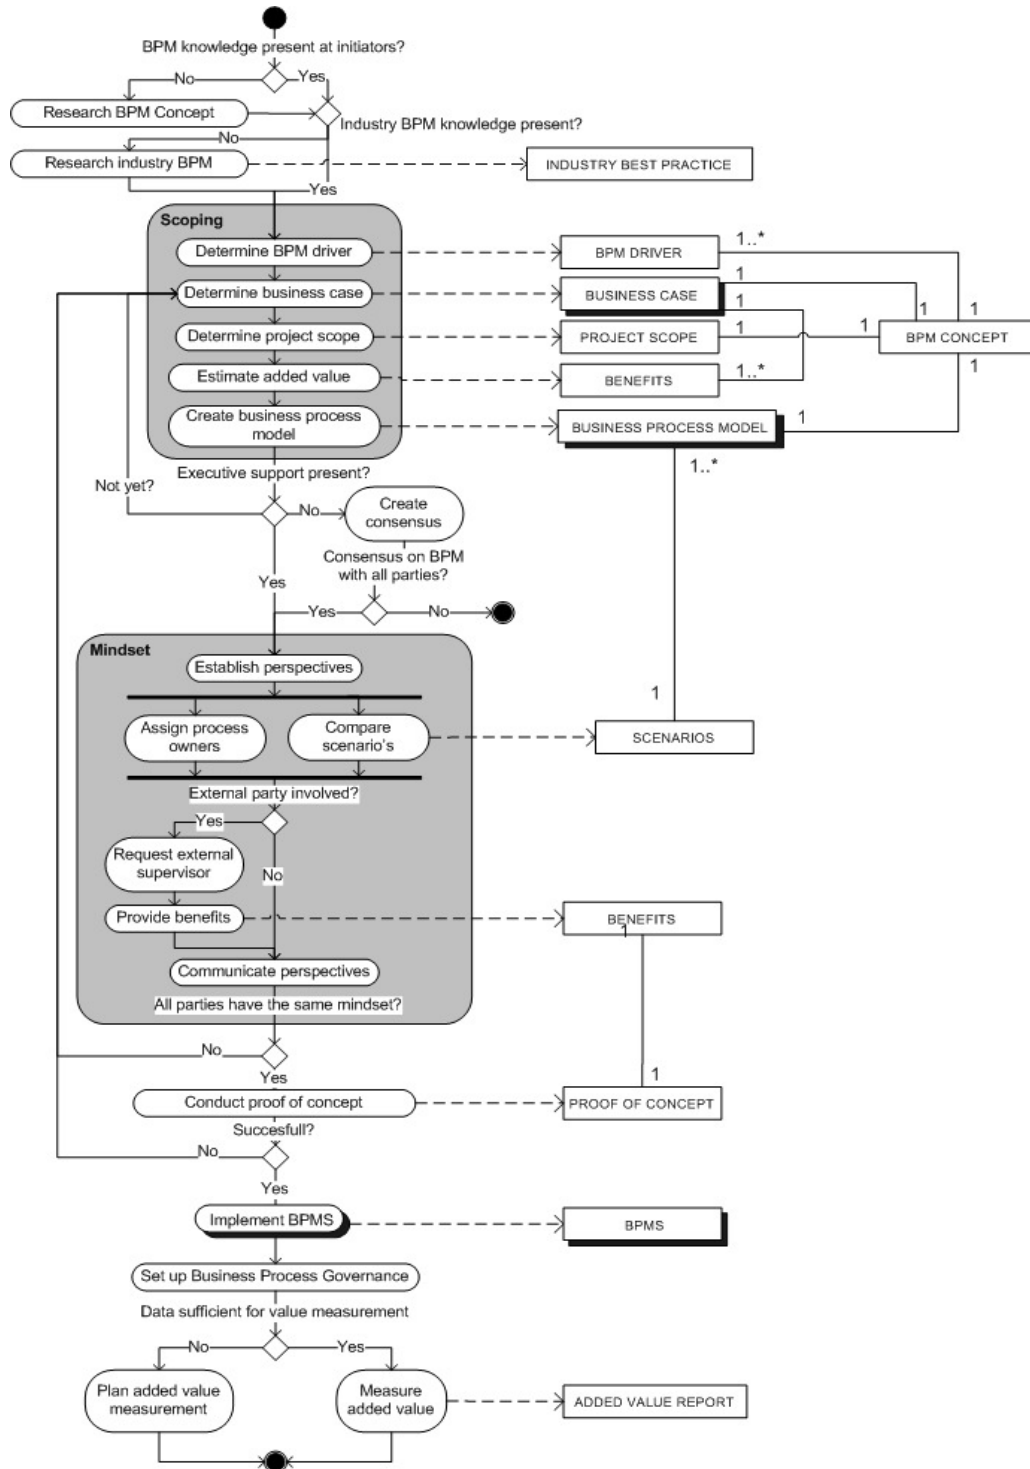 BPM knowledge present at initiators?
No
Yes
Research BPM Concept
Industry BPM knowledge present?
No
Research industry BPM
INDUSTRY BEST PRACTICE
Yes
Scoping
Determine BPM driver
BPM DRIVER
1..*
Determine business case
BUSINESS CASE
1
1
1
1
Determine project scope
PROJECT SCOPE
1
1
BPM CONCEPT
Estimate added value
BENEFITS
1..*
1
Create business process
model
BUSINESS PROCESS MODEL
1
1..*
Executive support present?
Not yet?
No
Create
consensus
Consensus on BPM
with all parties?
Yes
Yes
No
Mindset
Establish perspectives
Assign process
owners
Compare
scenario's
1
SCENARIOS
External party involved?
Yes
Request external
supervisor
No
Provide benefits
BENEFITS
1
Communicate perspectives
All parties have the same mindset?
No
Yes
Conduct proof of concept
1
PROOF OF CONCEPT
Succesfull?
No
Yes
Implement BPMS
BPMS
Set up Business Process Governance
Data sufficient for value measurement
No
Yes
Plan added value
measurement
Measure
added value
ADDED VALUE REPORT